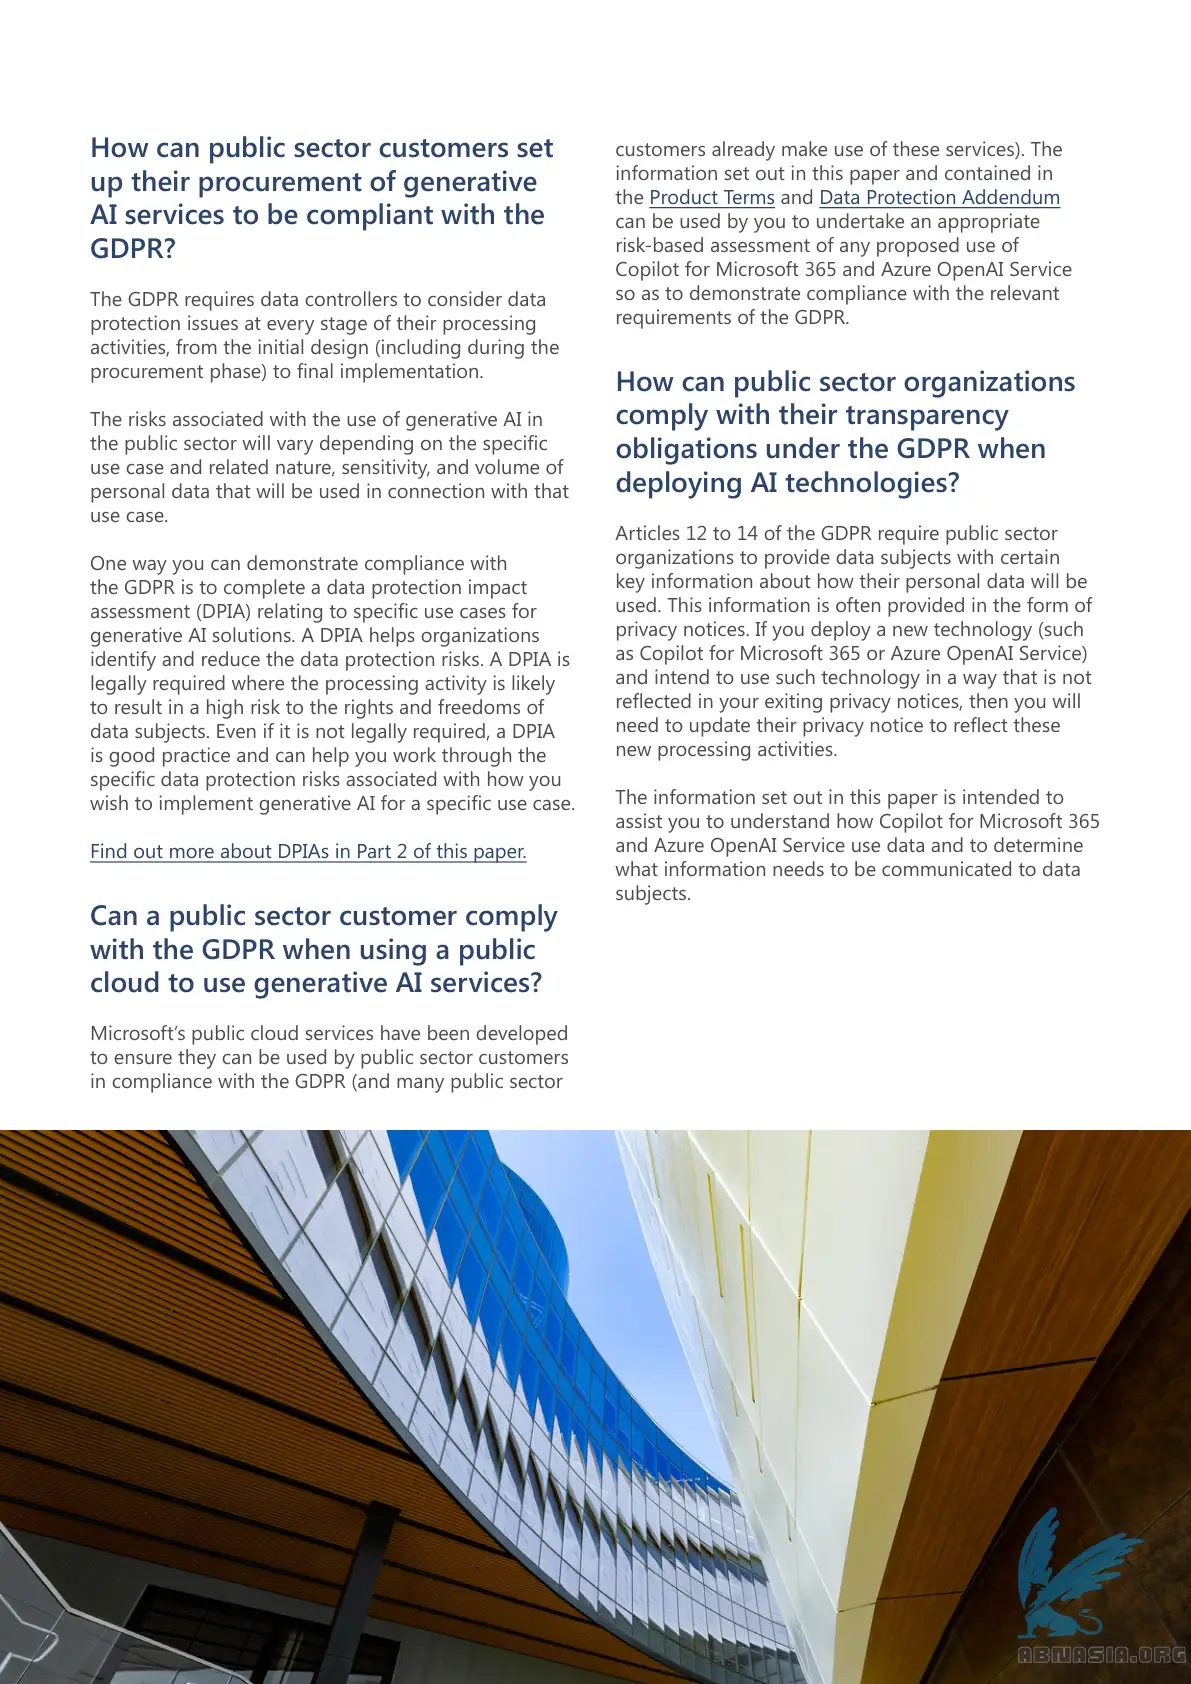 How can public sector customers set
up their procurement of generative
AI services to be compliant with the
GDPR?
The GDPR requires data controllers to consider data
protection issues at every stage of their processing
activities, from the initial design (including during the
procurement phase) to final implementation.
The risks associated with the use of generative AI in
the public sector will vary depending on the specific
use case and related nature, sensitivity, and volume of
personal data that will be used in connection with that
use case.
One way you can demonstrate compliance with
the GDPR is to complete a data protection impact
assessment (DPIA) relating to specific use cases for
generative AI solutions. A DPIA helps organizations
identify and reduce the data protection risks. A DPIA is
legally required where the processing activity is likely
to result in a high risk to the rights and freedoms of
data subjects. Even if it is not legally required, a DPIA
is good practice and can help you work through the
specific data protection risks associated with how you
wish to implement generative AI for a specific use case.
Find out more about DPIAs in Part 2 of this paper.
Can a public sector customer comply
with the GDPR when using a public
cloud to use generative AI services?
Microsoft‘s public cloud services have been developed
to ensure they can be used by public sector customers
in compliance with the GDPR (and many public sector
customers already make use of these services). The
information set out in this paper and contained in
the Product Terms and Data Protection Addendum
can be used by you to undertake an appropriate
risk-based assessment of any proposed use of
Copilot for Microsoft 365 and Azure OpenAI Service
so as to demonstrate compliance with the relevant
requirements of the GDPR.
How can public sector organizations
comply with their transparency
obligations under the GDPR when
deploying AI technologies?
Articles 12 to 14 of the GDPR require public sector
organizations to provide data subjects with certain
key information about how their personal data will be
used. This information is often provided in the form of
privacy notices. If you deploy a new technology (such
as Copilot for Microsoft 365 or Azure OpenAI Service)
and intend to use such technology in a way that is not
reflected in your exiting privacy notices, then you will
need to update their privacy notice to reflect these
new processing activities.
The information set out in this paper is intended to
assist you to understand how Copilot for Microsoft 365
and Azure OpenAI Service use data and to determine
what information needs to be communicated to data
subjects.
ABNASIA.ORG